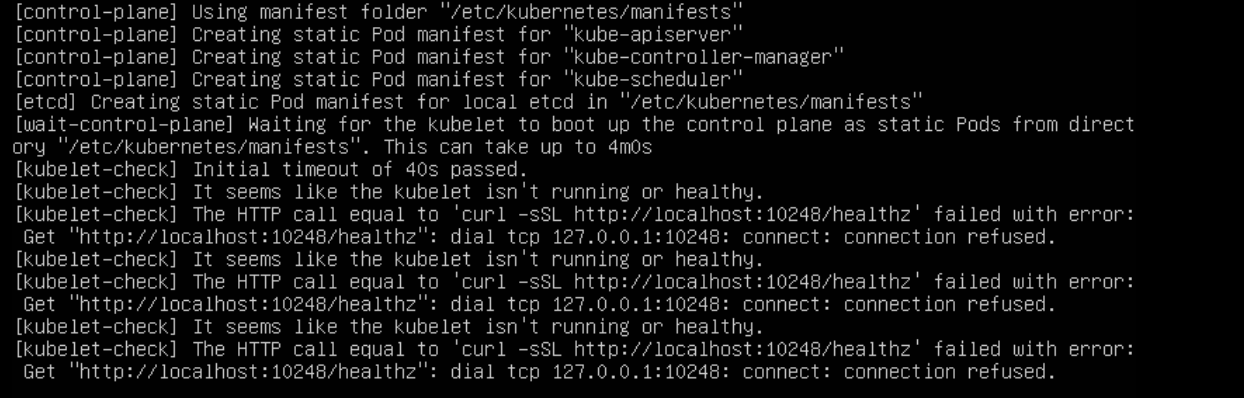 [control-plane] Using manifest folder "/etc/kubernetes/manifests"
[control-plane] Creating static Pod manifest for "kube-apiserver"
[control-plane] Creating static Pod manifest for "kube-controller-manager"
[control-plane] Creating static Pod manifest for "kube-scheduler"
[etcd] Creating static Pod manifest for local etcd in "/etc/kubernetes/manifests"
[wait-control-plane] Waiting for the kubelet to boot up the control plane as static Pods from direct
ory "/etc/kubernetes/manifests". This can take up to 4m0s
[kubelet-check] Initial timeout of 40s passed.
[kubelet-check] It seems like the kubelet isn't running or healthy.
[kubelet-check] The HTTP call equal to 'curl -sSL http://localhost:10248/healthz' failed with error:
 Get "http://localhost:10248/healthz": dial tcp 127.0.0.1:10248: connect: connection refused.
[kubelet-check] It seems like the kubelet isn't running or healthy.
[kubelet-check] The HTTP call equal to 'curl -sSL http://localhost:10248/healthz' failed with error:
 Get "http://localhost:10248/healthz": dial tcp 127.0.0.1:10248: connect: connection refused.
[kubelet-check] It seems like the kubelet isn't running or healthy.
[kubelet-check] The HTTP call equal to 'curl -sSL http://localhost:10248/healthz' failed with error:
 Get "http://localhost:10248/healthz": dial tcp 127.0.0.1:10248: connect: connection refused.